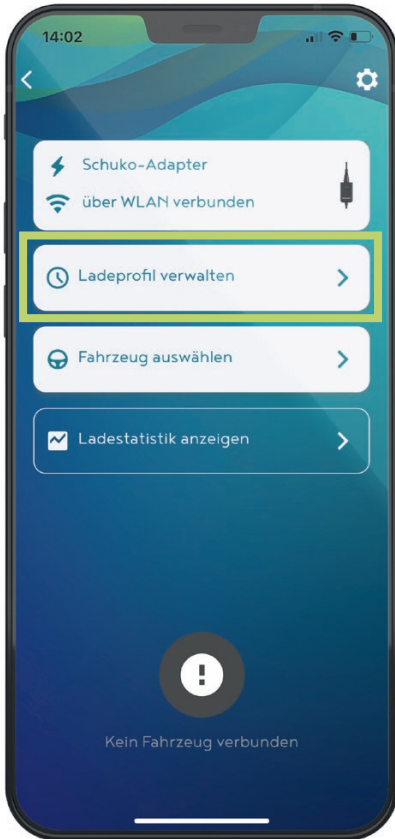 14:02
Schuko-Adapter
über WLAN verbunden
Ladeprofil verwalten
Fahrzeug auswählen
Ladestatistik anzeigen
Kein Fahrzeug verbunden